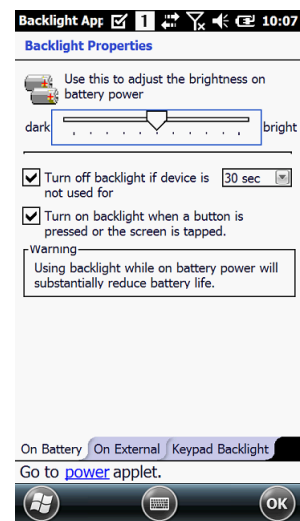 Backlight App 1 10:07
Backlight Properties
Use this to adjust the brightness on
battery power
dark bright
Turn off backlight if device is 30 sec
not used for
Turn on backlight when a button is
pressed or the screen is tapped.
Warning
Using backlight while on battery power will
substantially reduce battery life.
On Battery On External Keypad Backlight
Go to power applet.
OK